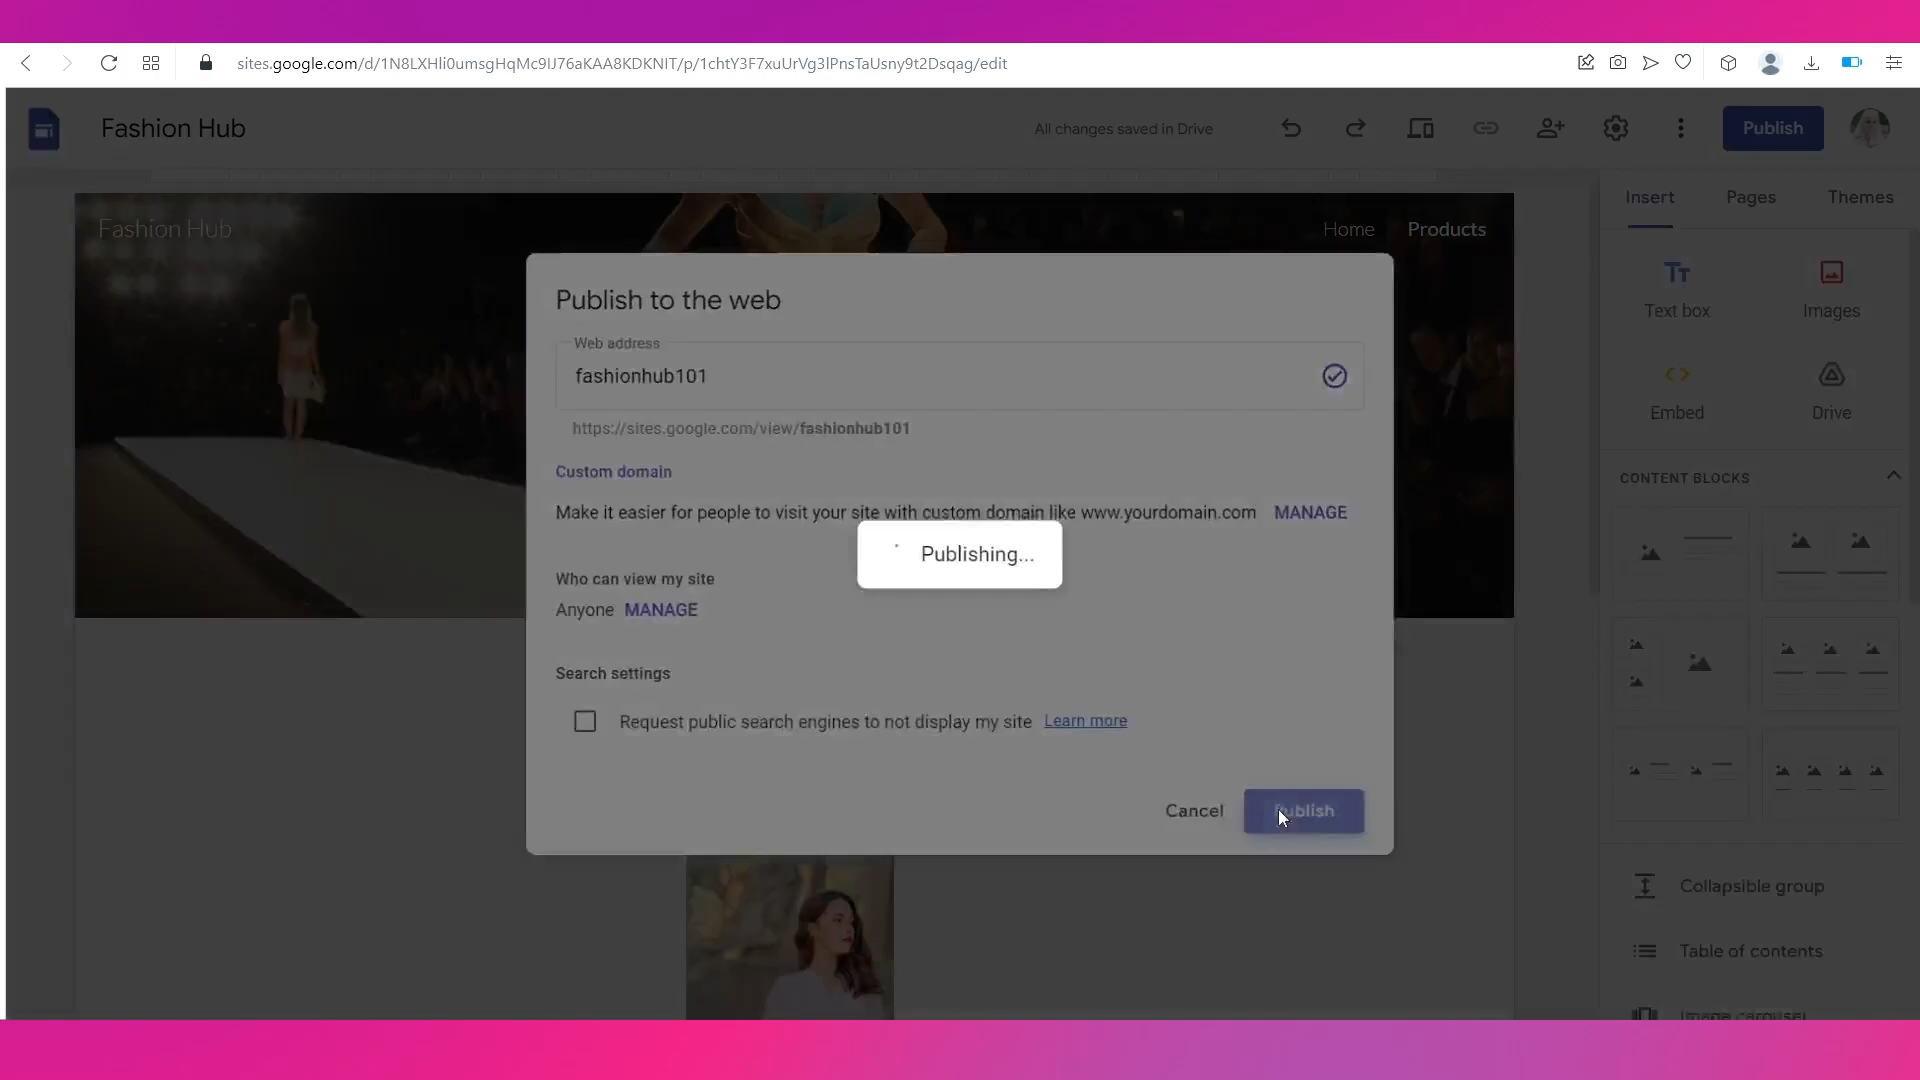 sites.google.com/d/1N8LXHli0umsgHqMc9IJ76aKAA8KDKNIT/p/1chtY3F7xuUrVg3lPnsTaUsny9t2Dsqag/edit
Fashion Hub
All changes saved in Drive
Publish
Insert
Pages
Themes
Fashion Hub
Home
Products
Tt
Text box
Images
Embed
Drive
CONTENT BLOCKS
Publish to the web
Web address
fashionhub101
https://sites.google.com/view/fashionhub101
Custom domain
Make it easier for people to visit your site with custom domain like www.yourdomain.com MANAGE
Publishing...
Who can view my site
Anyone MANAGE
Search settings
Request public search engines to not display my site Learn more
Cancel
Publish
Collapsible group
Table of contents
Image carousel